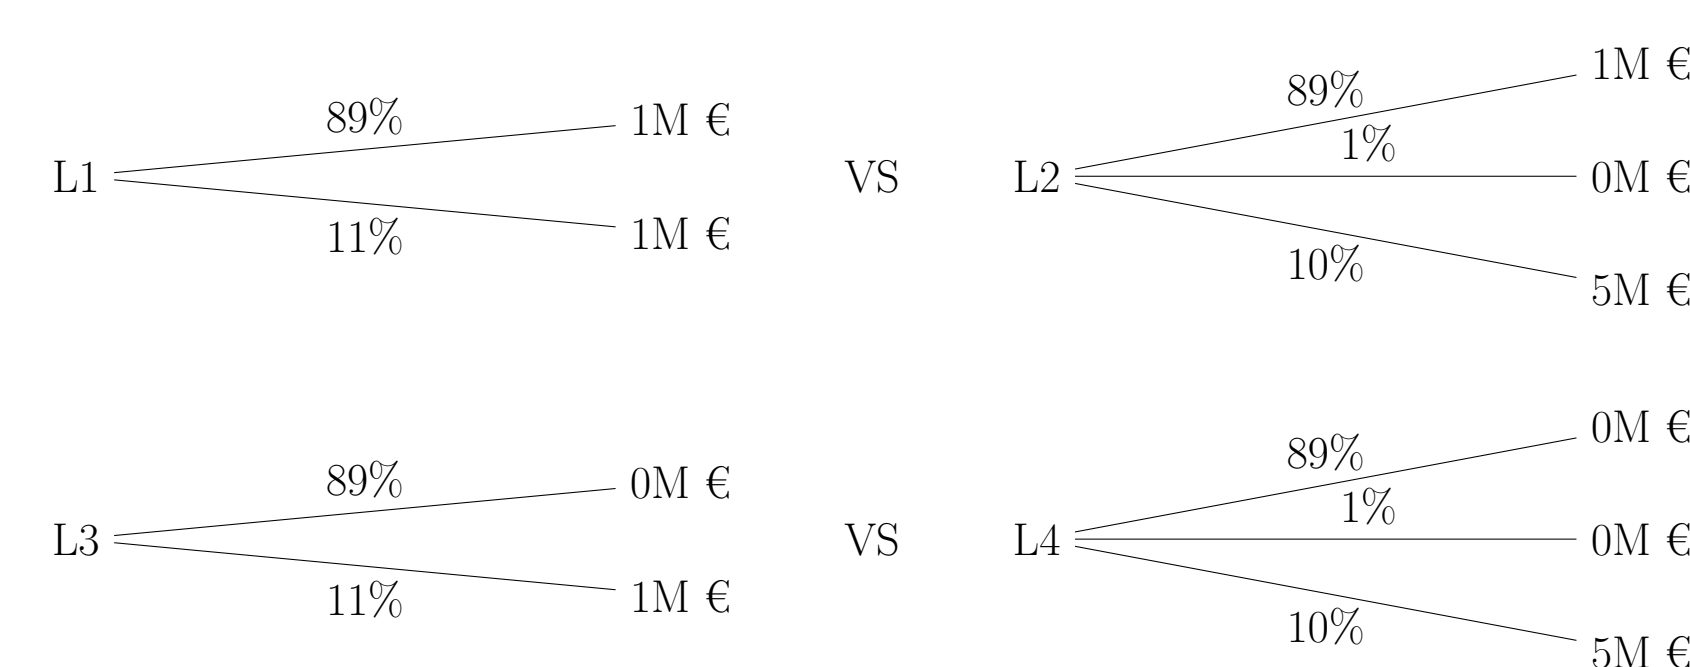 1M €
89%
89%
1M €
1%
L1
VS
L2
0M €
11%
1M €
10%
5M €
0M €
89%
89%
0M €
1%
L3
VS
L4
0M €
11%
1M €
10%
5M €